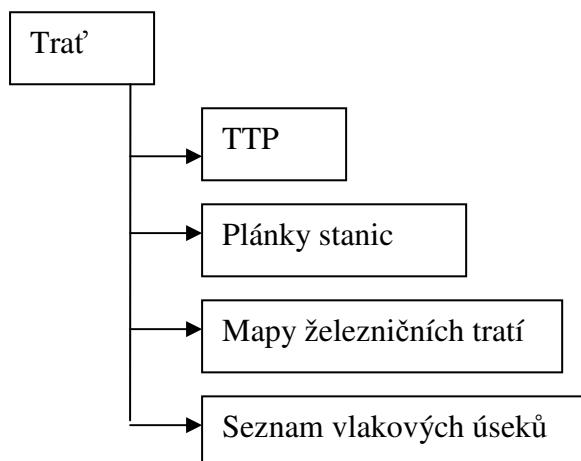 Trať
TTP
Plánky stanic
Mapy železničních tratí
Seznam vlakových úseků